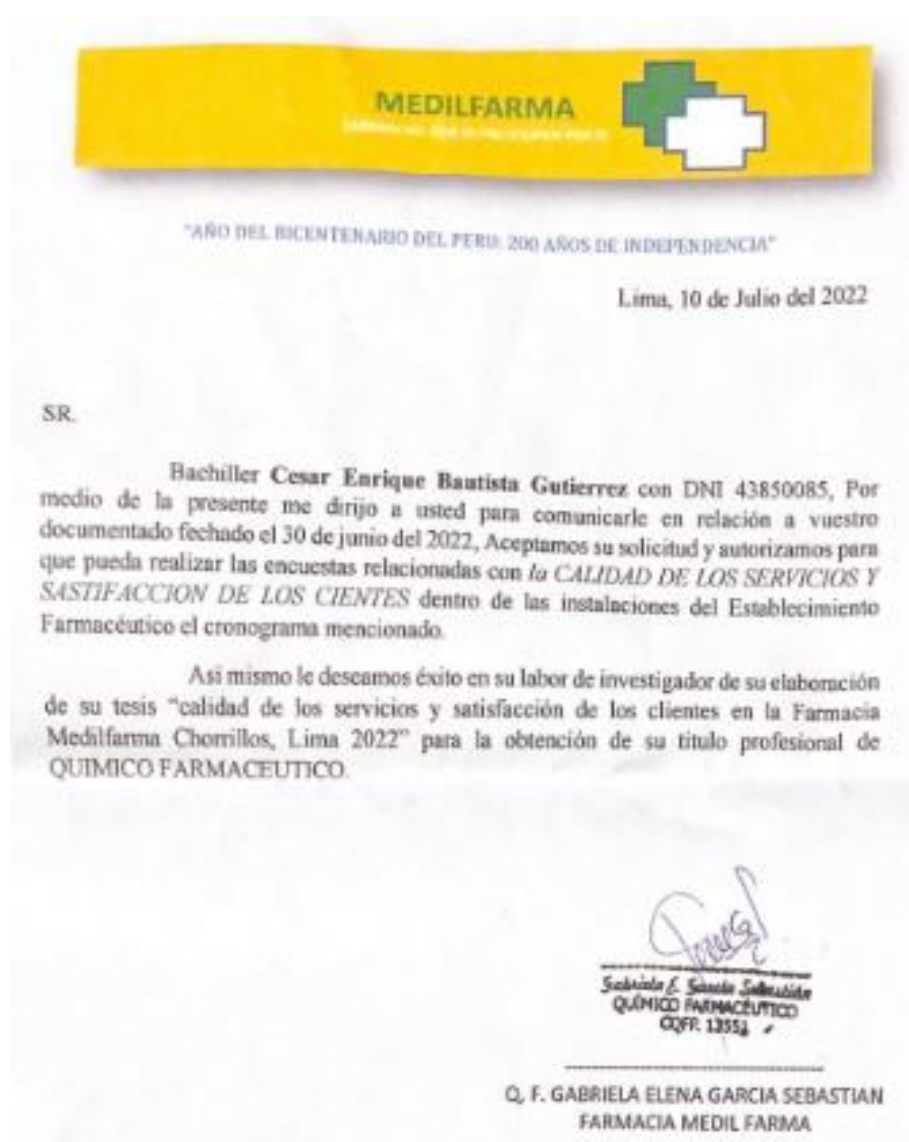 MEDILFARMA
"AÑO DEL BICENTENARIO DEL PERU: 200 AÑOS DE INDEPENDENCIA"
Lima, 10 de Julio del 2022
SR.
Bachiller Cesar Enrique Bautista Gutierrez con DNI 43850085, Por
medio de la presente me dirijo a usted para comunicarle en relación a vuestro
documentado fechado el 30 de junio del 2022, Aceptamos su solicitud y autorizamos para
que pueda realizar las encuestas relacionadas con la CALIDAD DE LOS SERVICIOS Y
SASTIFACCION DE LOS CIENTES dentro de las instalaciones del Establecimiento
Farmacéutico el cronograma mencionado.
Asi mismo le deseamos éxito en su labor de investigador de su elaboración
de su tesis "calidad de los servicios y satisfacción de los clientes en la Farmacia
Medilfarma Chorrillos, Lima 2022" para la obtención de su titulo profesional de
QUIMICO FARMACEUTICO.
Gabriela E. Sebastián
QUÍMICO FARMACÉUTICO
CQFP.
Q. F. GABRIELA ELENA GARCIA SEBASTIAN
FARMACIA MEDIL FARMA